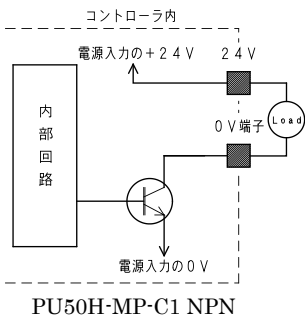 コントローラ内
電源入力の+24V 24V
内部回路
0V端子
Load
電源入力の0V
PU50H-MP-C1 NPN